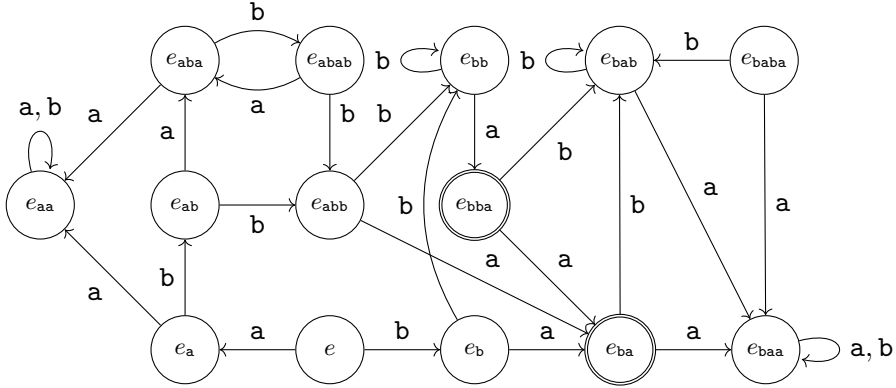 b
e_aba e_abab b e_bb b e_bab b e_baba
a, b a a b b a b
e_aa a e_ab b e_abb b e_bba b a a
a b a a
e_a a e b e_b a e_ba a e_baa a, b